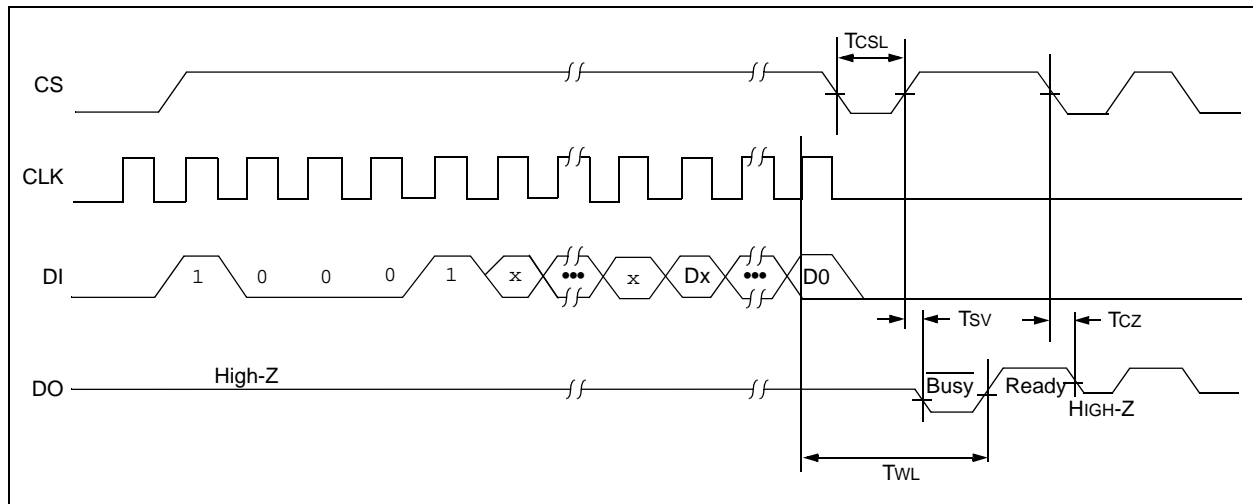 TCSL
CS
CLK
DI 1 0 0 0 1 x ••• x Dx ••• D0
TSV
TCZ
DO High-Z
Busy
Ready
HIGH-Z
TWL